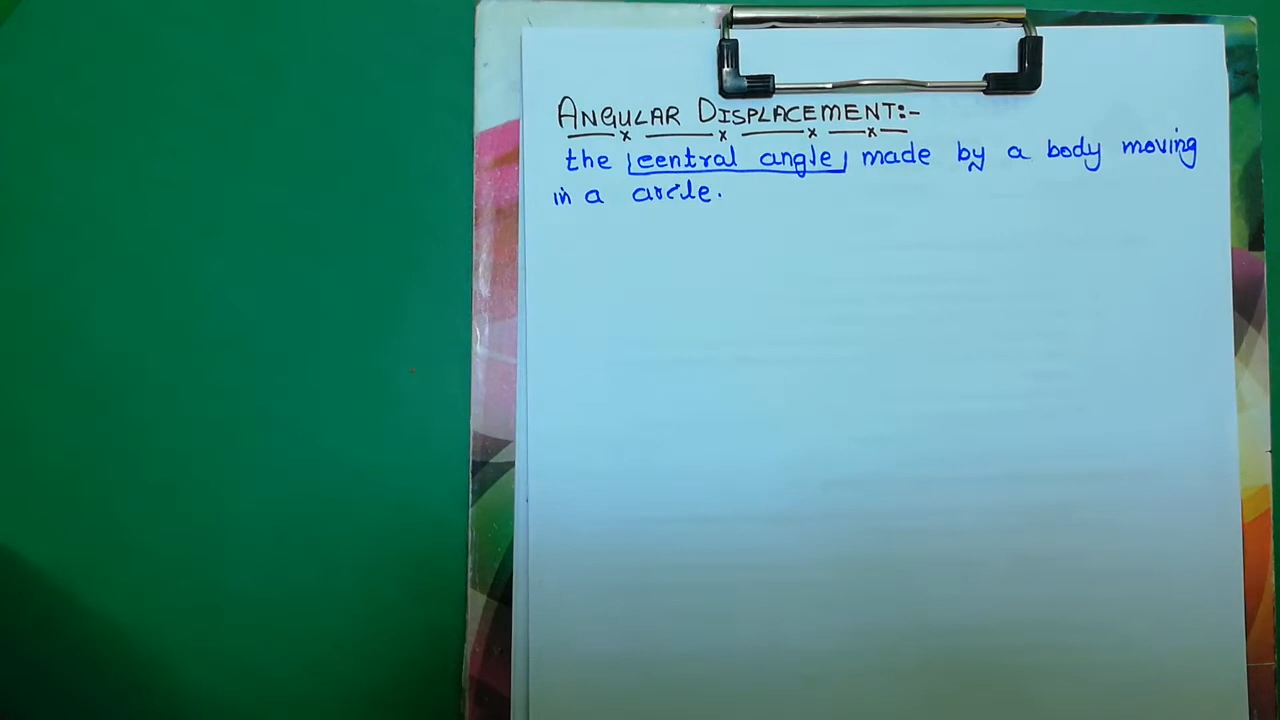 ANGULAR DISPLACEMENT:-
the central angle made by a body moving
in a circle.